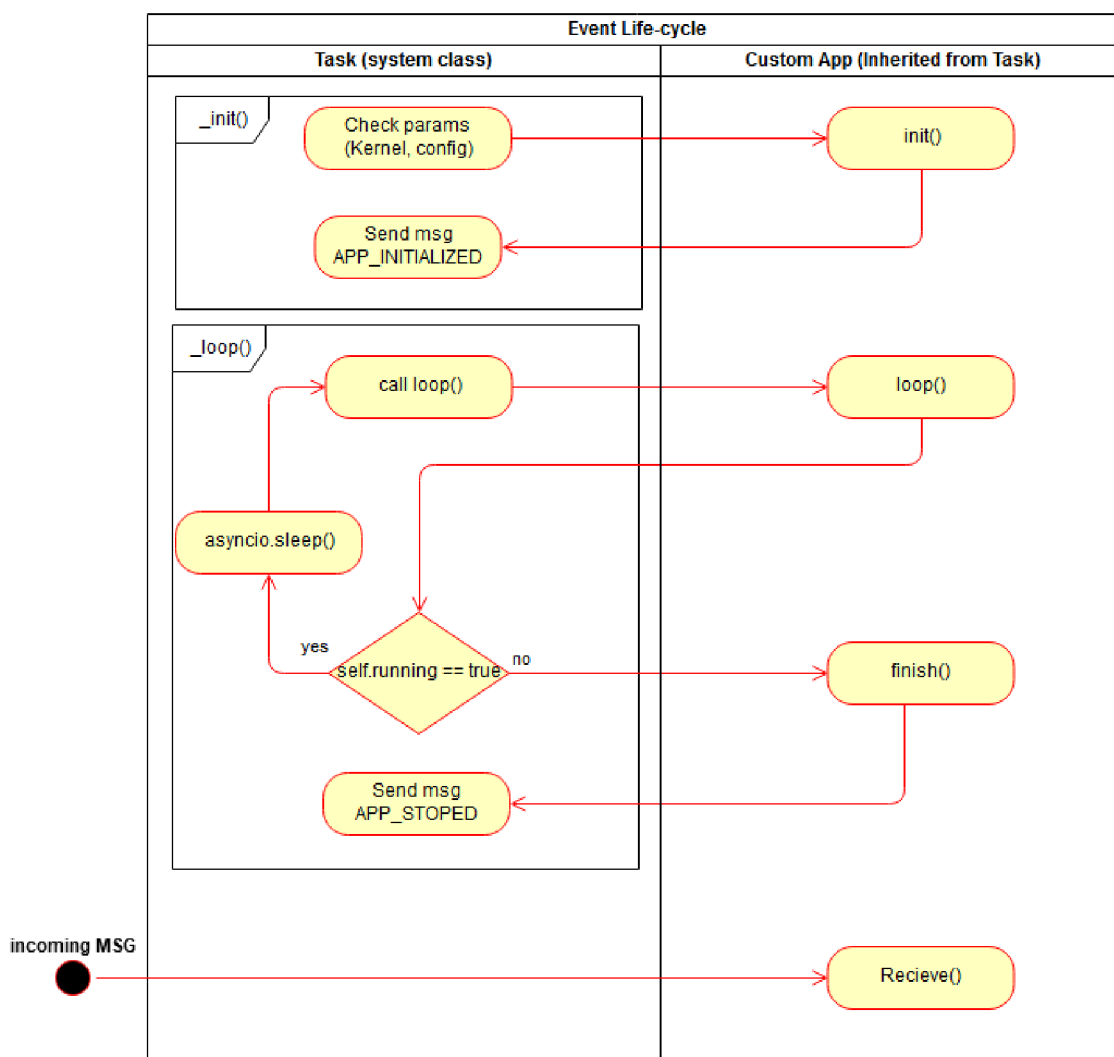 Event Life-cycle
Task (system class)
Custom App (Inherited from Task)
_init()
Check params
(Kernel, config)
init()
Send msg
APP_INITIALIZED
_loop()
call loop()
loop()
asyncio.sleep()
yes
self.running == true
no
finish()
Send msg
APP_STOPED
incoming MSG
Recieve()